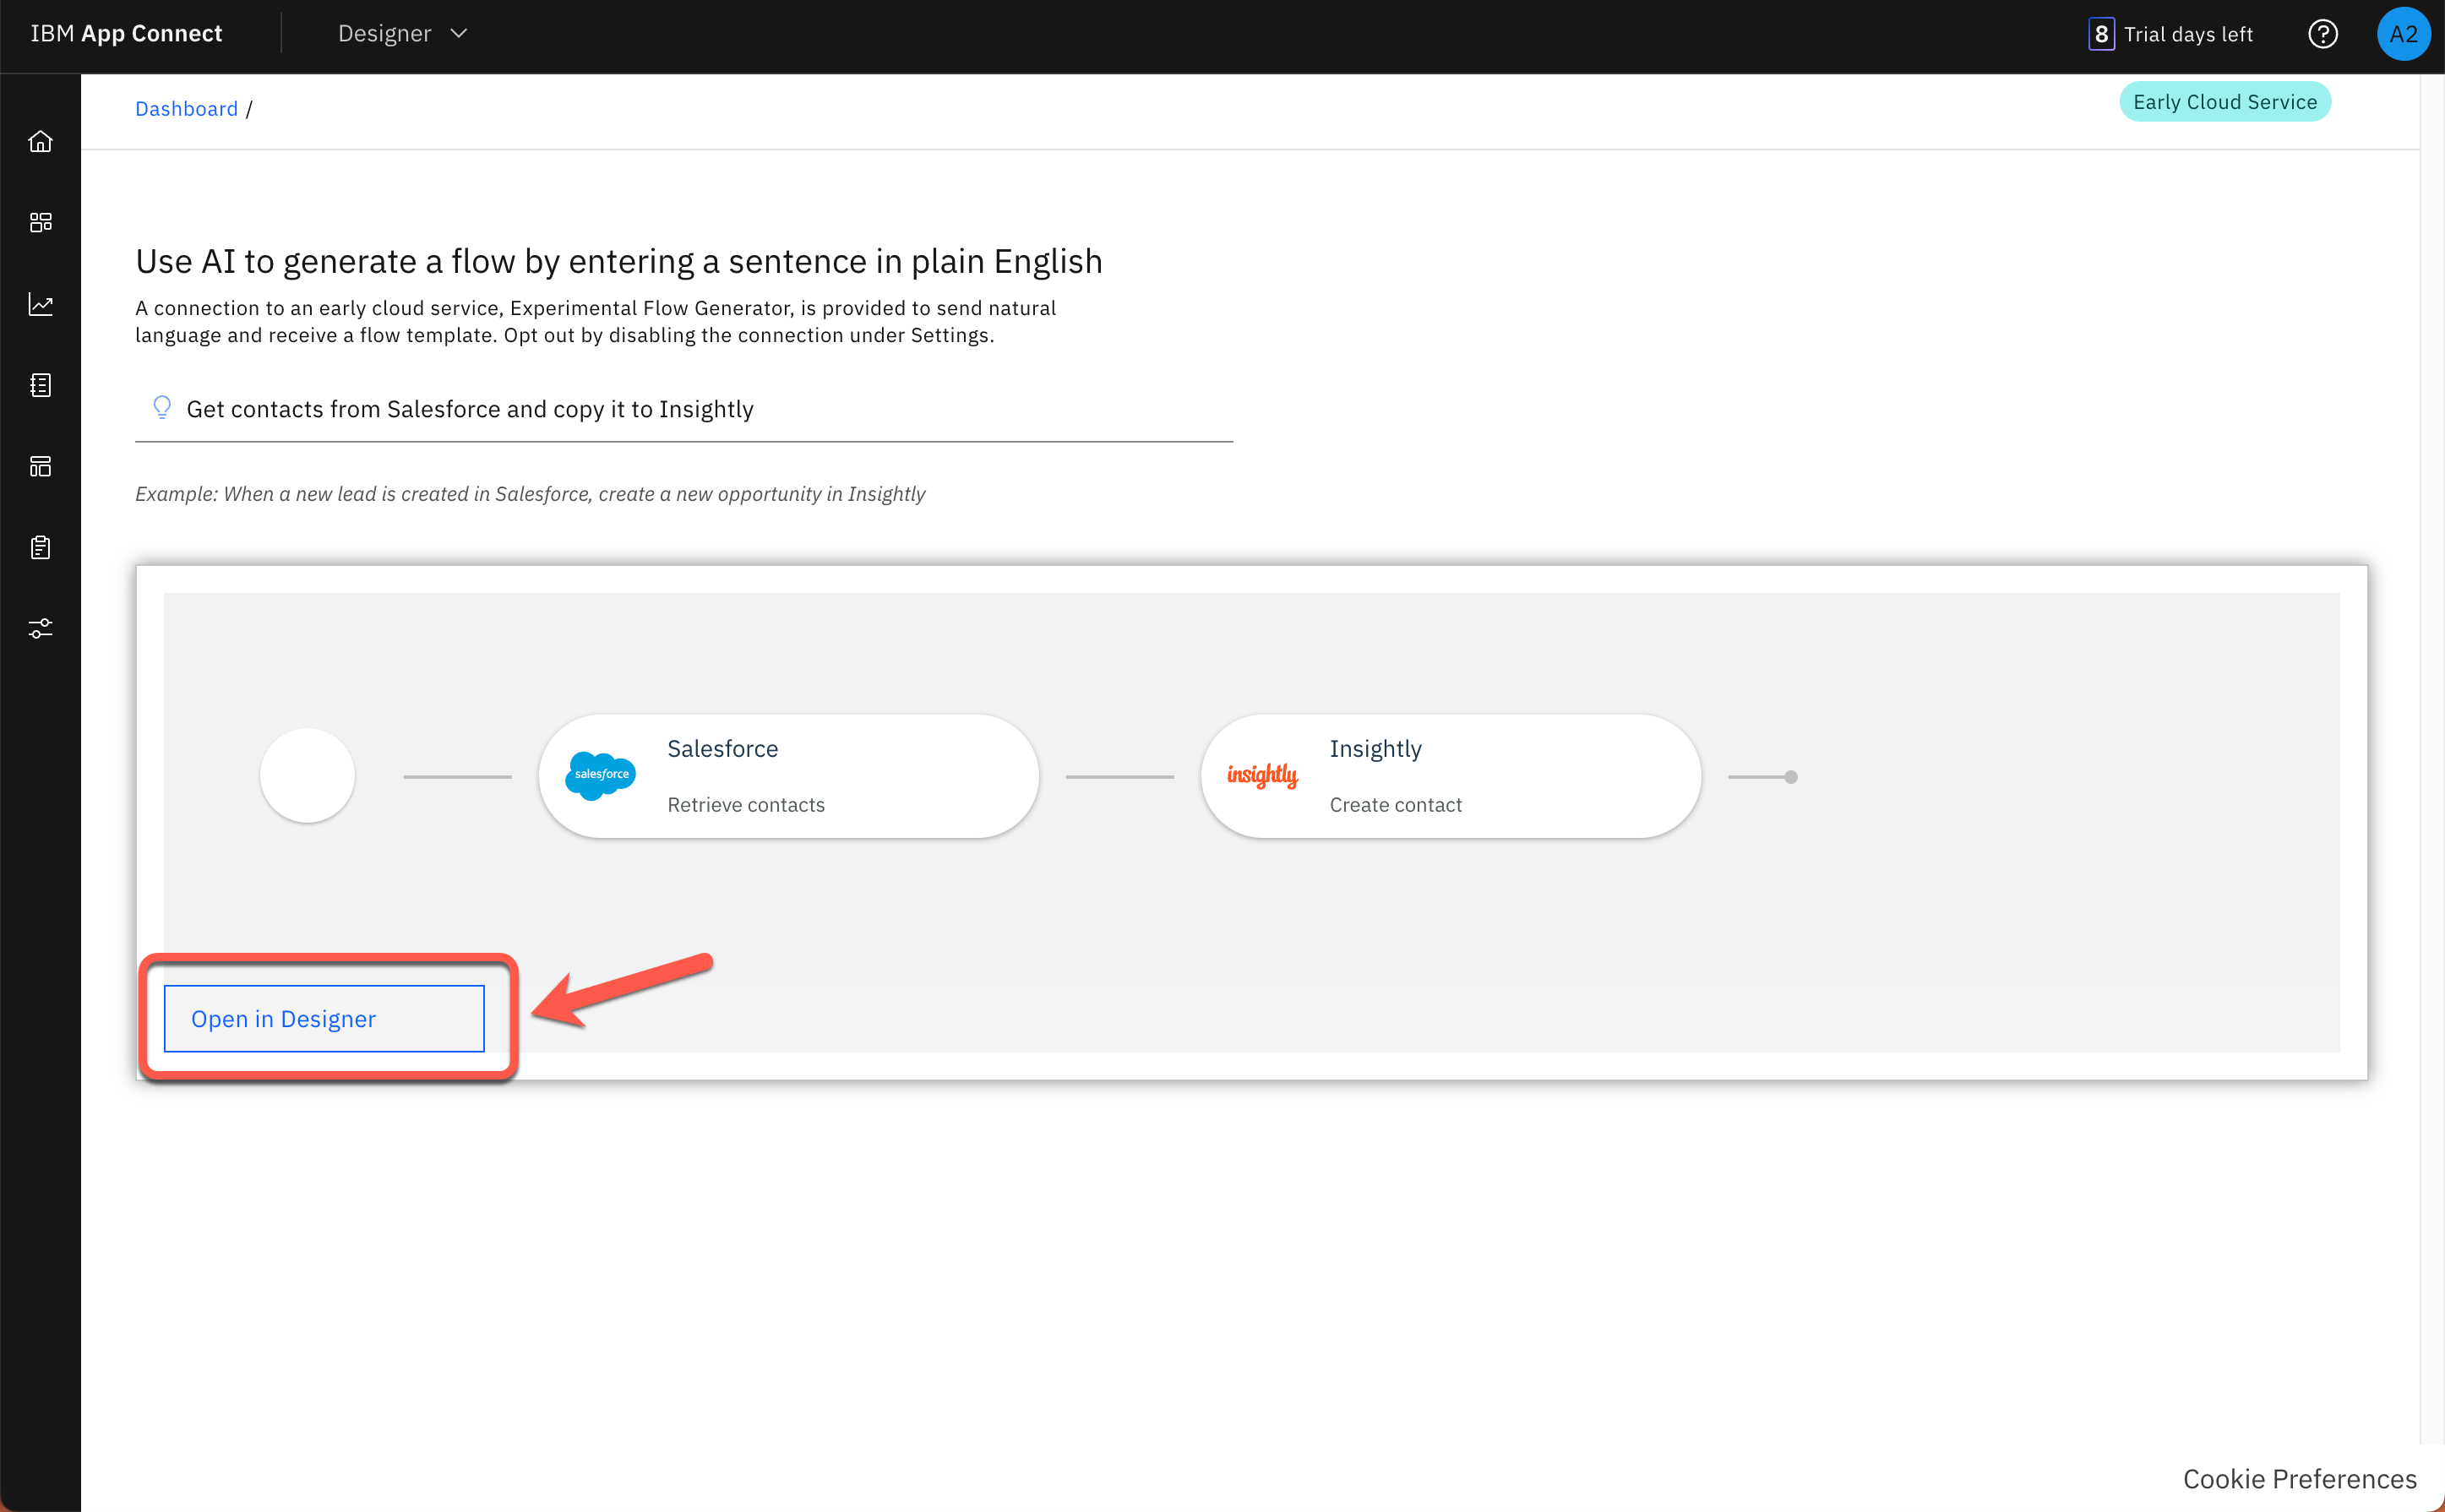 IBM App Connect
Designer
8 Trial days left
A2
Dashboard /
Early Cloud Service
Use AI to generate a flow by entering a sentence in plain English
A connection to an early cloud service, Experimental Flow Generator, is provided to send natural
language and receive a flow template. Opt out by disabling the connection under Settings.
Get contacts from Salesforce and copy it to Insightly
Example: When a new lead is created in Salesforce, create a new opportunity in Insightly
salesforce
Salesforce
Retrieve contacts
insightly
Insightly
Create contact
Open in Designer
Cookie Preferences